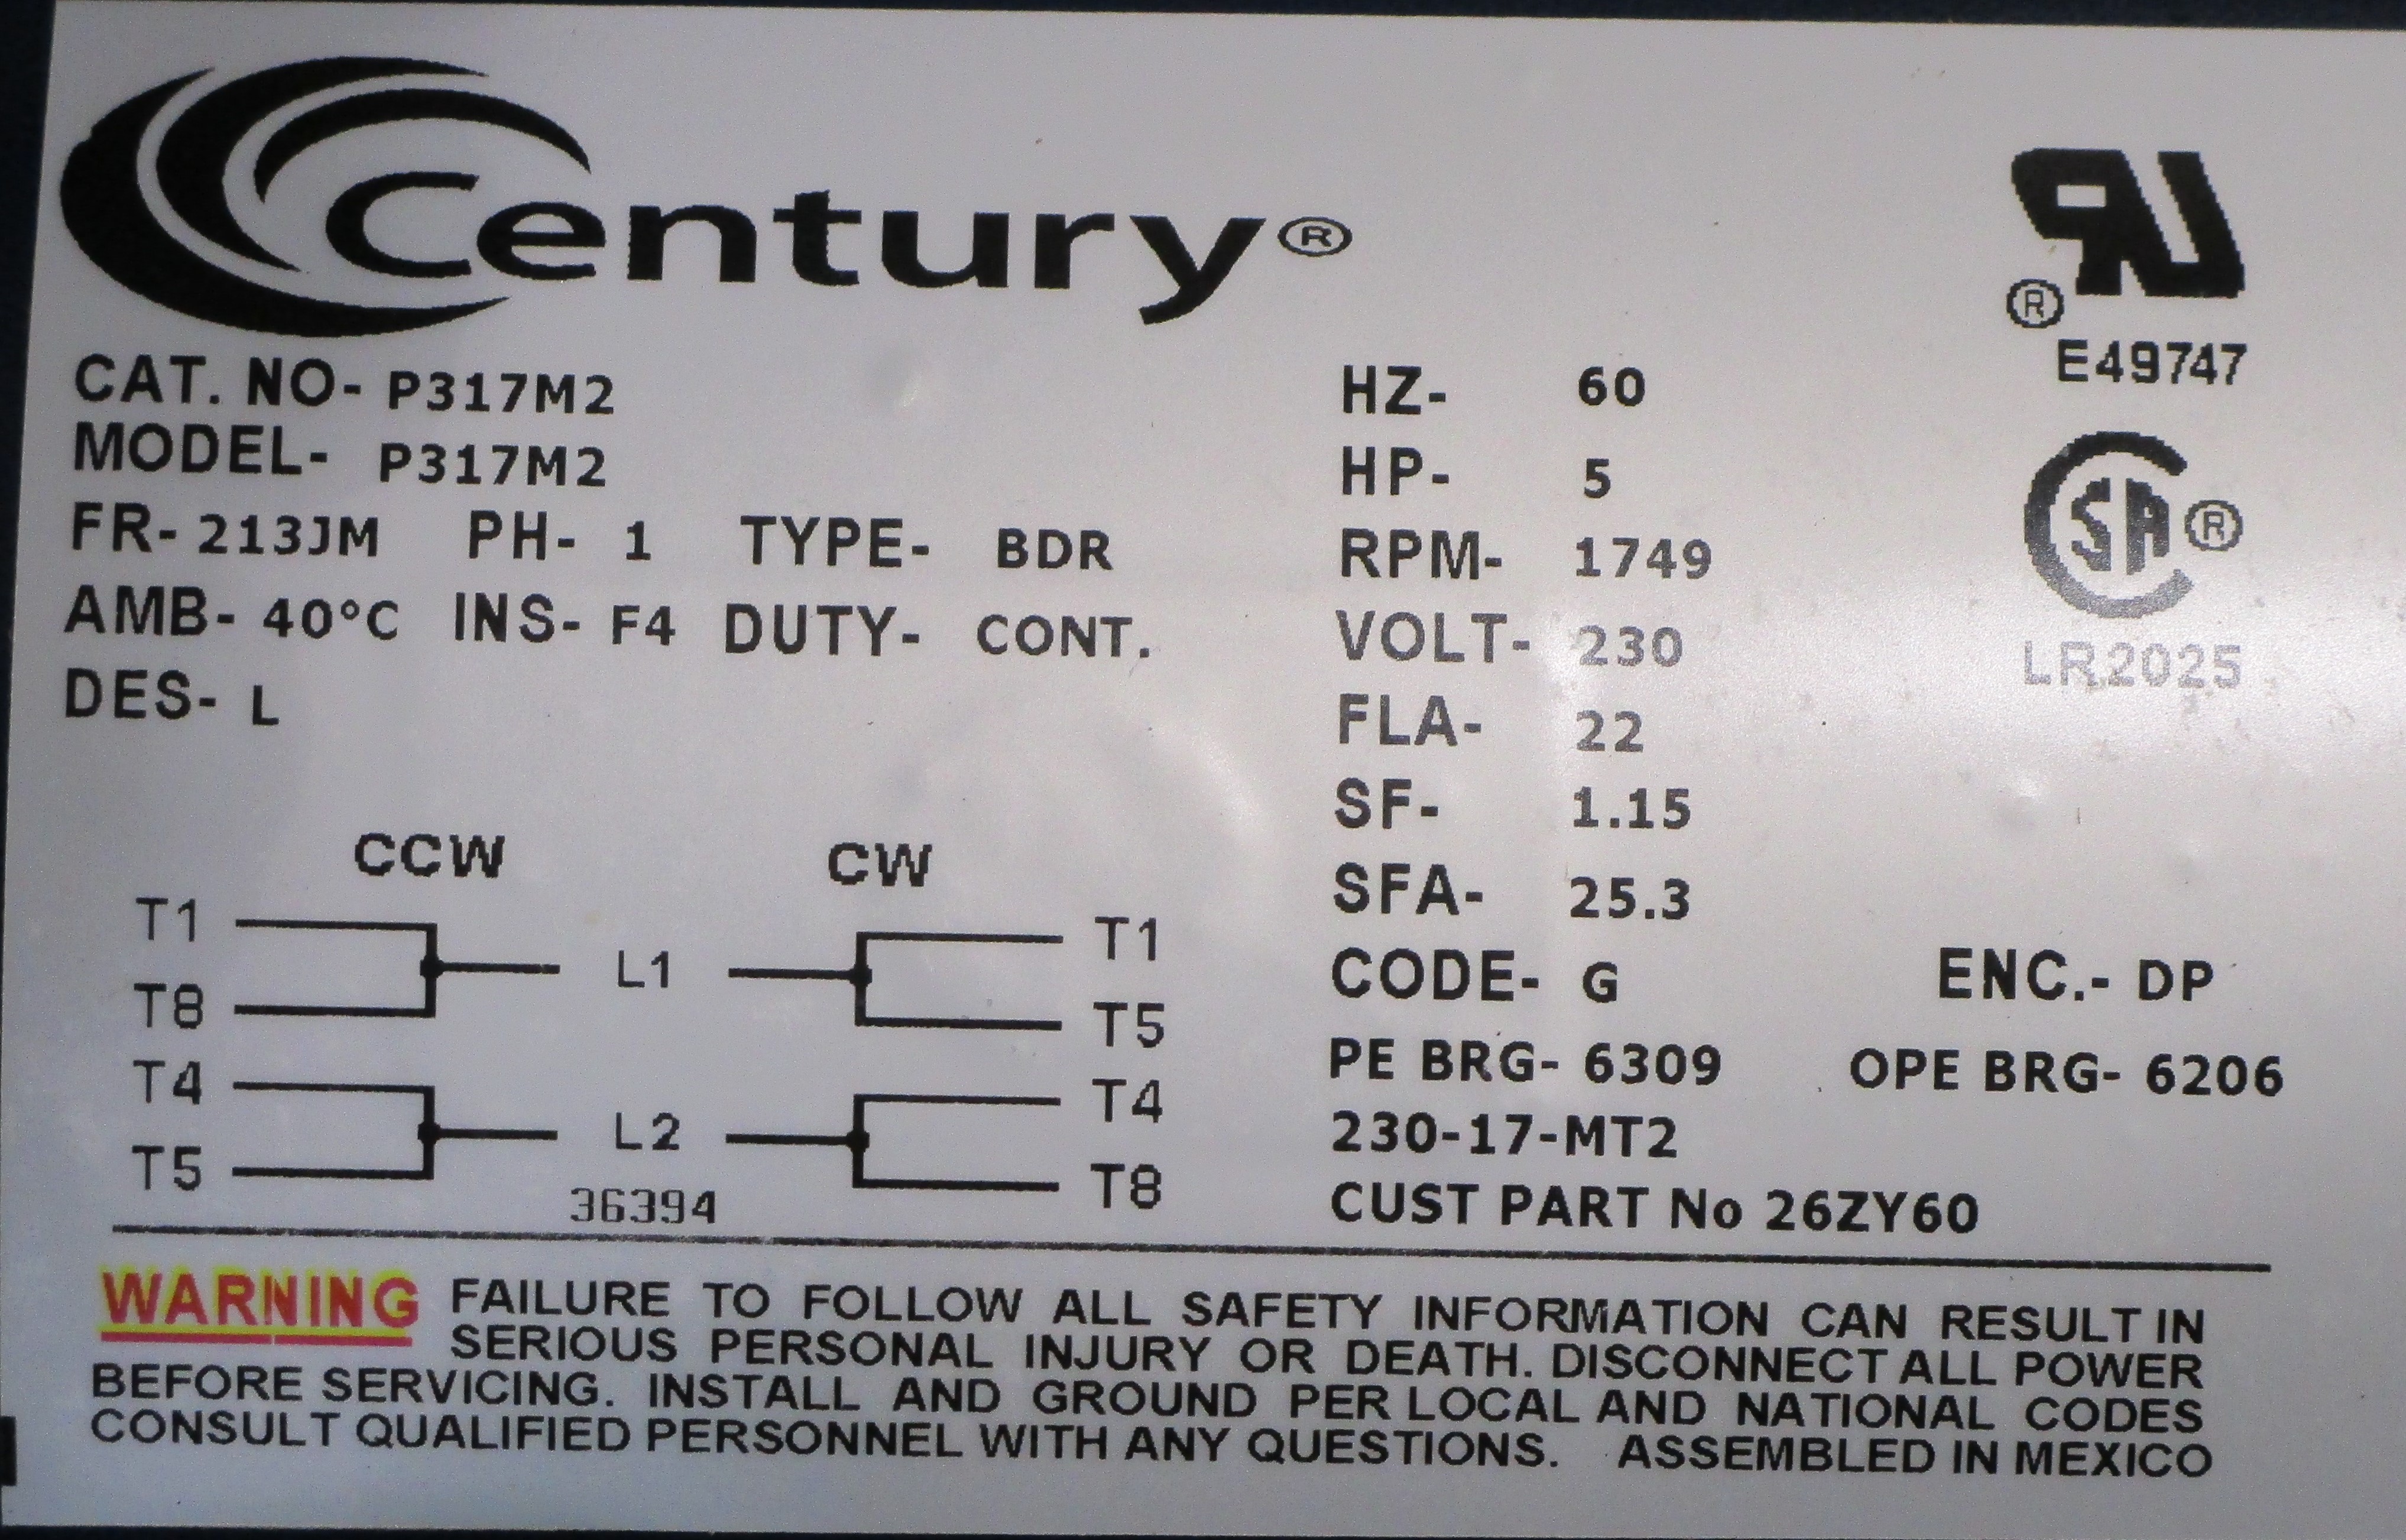 Century®
CAT. NO- P317M2
MODEL- P317M2
FR- 213JM PH- 1 TYPE- BDR
AMB- 40°C INS- F4 DUTY- CONT.
DES- L
HZ- 60
HP- 5
RPM- 1749
VOLT- 230
FLA- 22
SF- 1.15
SFA- 25.3
CODE- G ENC.- DP
PE BRG- 6309 OPE BRG- 6206
230-17-MT2
CUST PART No 26ZY60
RU®
E49747
CSA®
LR2025
CCW CW
T1 L1 T1
T8 T5
T4 L2 T4
T5 T8
36394
WARNING FAILURE TO FOLLOW ALL SAFETY INFORMATION CAN RESULT IN
SERIOUS PERSONAL INJURY OR DEATH. DISCONNECT ALL POWER
BEFORE SERVICING. INSTALL AND GROUND PER LOCAL AND NATIONAL CODES
CONSULT QUALIFIED PERSONNEL WITH ANY QUESTIONS. ASSEMBLED IN MEXICO